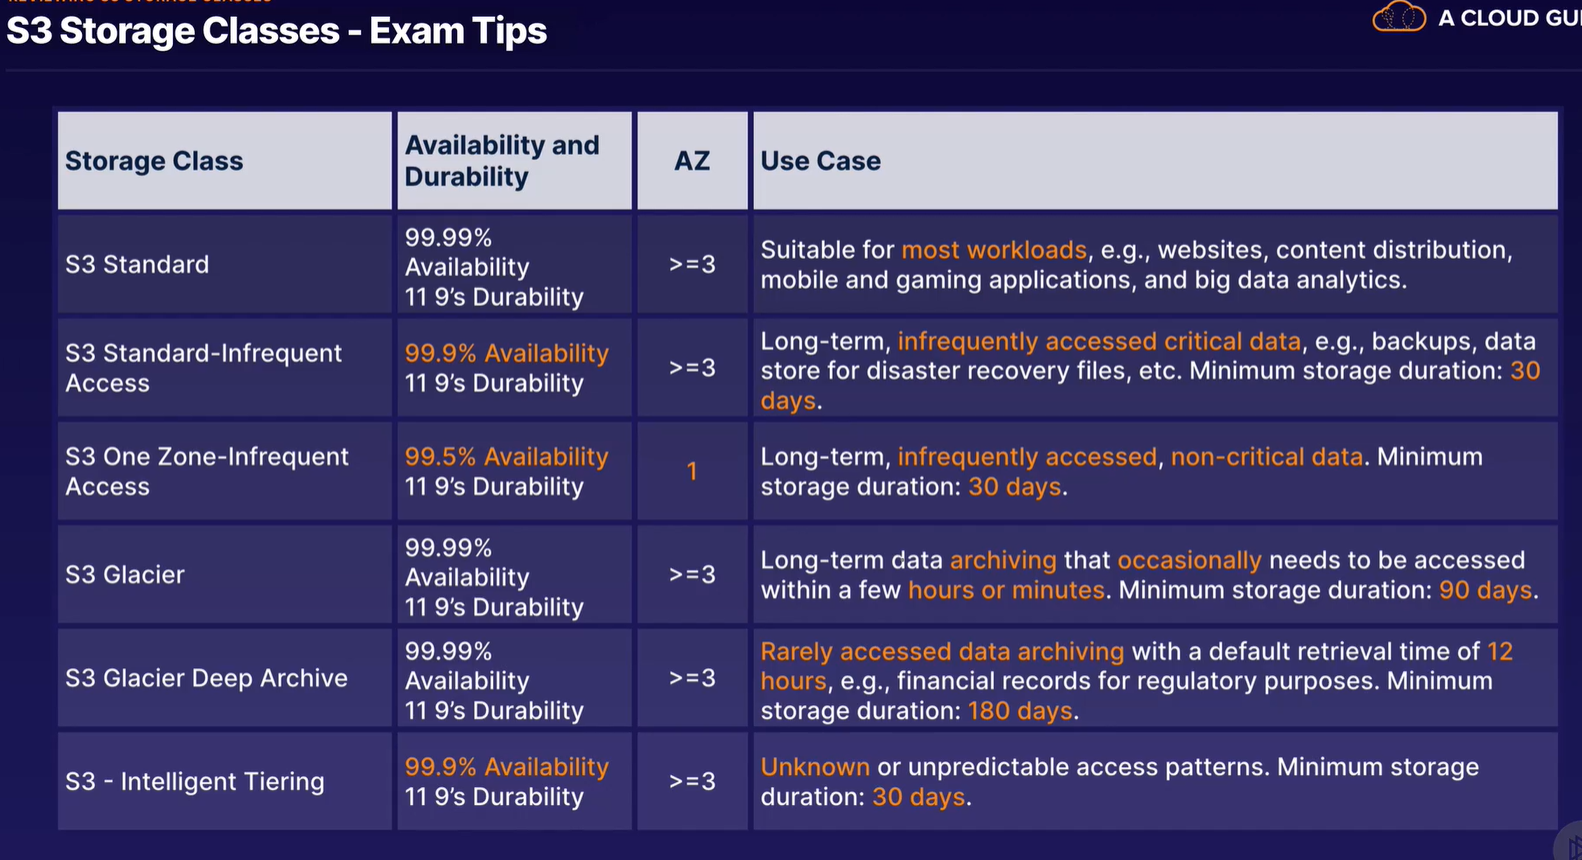 S3 Storage Classes - Exam Tips
A CLOUD GU
Storage Class
Availability and
Durability
AZ
Use Case
S3 Standard
99.99%
Availability
11 9's Durability
>=3
Suitable for most workloads, e.g., websites, content distribution,
mobile and gaming applications, and big data analytics.
S3 Standard-Infrequent
Access
99.9% Availability
11 9's Durability
>=3
Long-term, infrequently accessed critical data, e.g., backups, data
store for disaster recovery files, etc. Minimum storage duration: 30
days.
S3 One Zone-Infrequent
Access
99.5% Availability
11 9's Durability
1
Long-term, infrequently accessed, non-critical data. Minimum
storage duration: 30 days.
S3 Glacier
99.99%
Availability
11 9's Durability
>=3
Long-term data archiving that occasionally needs to be accessed
within a few hours or minutes. Minimum storage duration: 90 days.
S3 Glacier Deep Archive
99.99%
Availability
11 9's Durability
>=3
Rarely accessed data archiving with a default retrieval time of 12
hours, e.g., financial records for regulatory purposes. Minimum
storage duration: 180 days.
S3 - Intelligent Tiering
99.9% Availability
11 9's Durability
>=3
Unknown or unpredictable access patterns. Minimum storage
duration: 30 days.